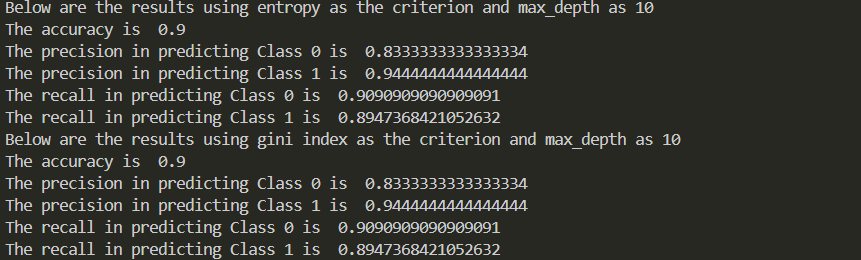 Below are the results using entropy as the criterion and max_depth as 10
The accuracy is  0.9
The precision in predicting Class 0 is  0.8333333333333334
The precision in predicting Class 1 is  0.9444444444444444
The recall in predicting Class 0 is  0.9090909090909091
The recall in predicting Class 1 is  0.8947368421052632
Below are the results using gini index as the criterion and max_depth as 10
The accuracy is  0.9
The precision in predicting Class 0 is  0.8333333333333334
The precision in predicting Class 1 is  0.9444444444444444
The recall in predicting Class 0 is  0.9090909090909091
The recall in predicting Class 1 is  0.8947368421052632